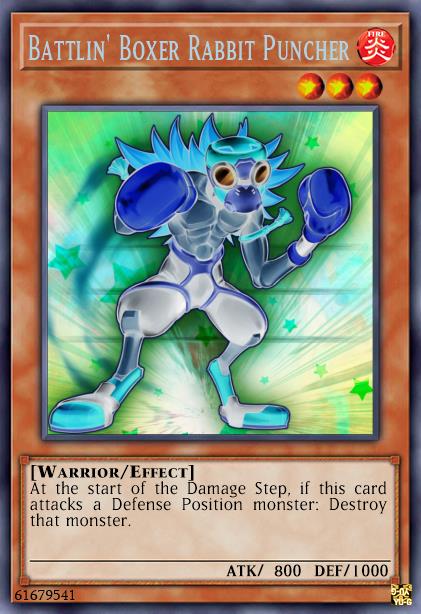 BATTLIN' BOXER RABBIT PUNCHER
FIRE
炎
[WARRIOR/EFFECT]
At the start of the Damage Step, if this card
attacks a Defense Position monster: Destroy
that monster.
ATK/ 800 DEF/1000
61679541